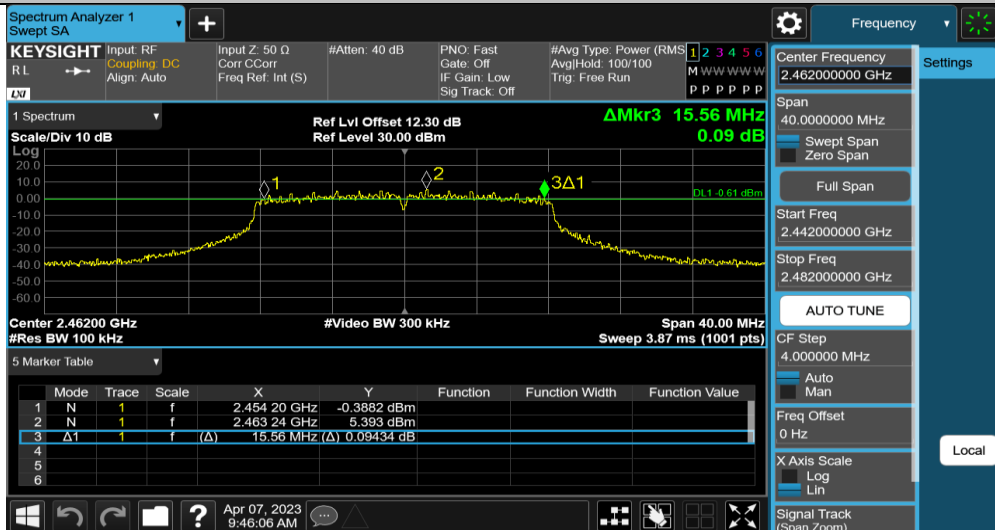 Spectrum Analyzer 1
Swept SA
Frequency
KEYSIGHT
R L
LXI
Input: RF
Coupling: DC
Align: Auto
Input Z: 50 Ω
Corr CCorr
Freq Ref: Int (S)
#Atten: 40 dB
PNO: Fast
Gate: Off
IF Gain: Low
Sig Track: Off
#Avg Type: Power (RMS
Avg|Hold: 100/100
Trig: Free Run
1 2 3 4 5 6
M W W W W W
P P P P P P
1 Spectrum
Scale/Div 10 dB
Ref Lvl Offset 12.30 dB
Ref Level 30.00 dBm
ΔMkr3 15.56 MHz
0.09 dB
Log
20.0
10.0
0.00
-10.0
-20.0
-30.0
-40.0
-50.0
-60.0
1
2
3Δ1
DL1 -0.61 dBm
Center 2.46200 GHz
#Video BW 300 kHz
Span 40.00 MHz
#Res BW 100 kHz
Sweep 3.87 ms (1001 pts)
5 Marker Table
Mode Trace Scale X Y Function Function Width Function Value
1 N 1 f 2.454 20 GHz -0.3882 dBm
2 N 1 f 2.463 24 GHz 5.393 dBm
3 Δ1 1 f (Δ) 15.56 MHz (Δ) 0.09434 dB
4
5
6
?
Apr 07, 2023
9:46:06 AM
Center Frequency
2.462000000 GHz
Span
40.0000000 MHz
Swept Span
Zero Span
Full Span
Start Freq
2.442000000 GHz
Stop Freq
2.482000000 GHz
AUTO TUNE
CF Step
4.000000 MHz
Auto
Man
Freq Offset
0 Hz
X Axis Scale
Log
Lin
Signal Track
(Span Zoom)
Settings
Local